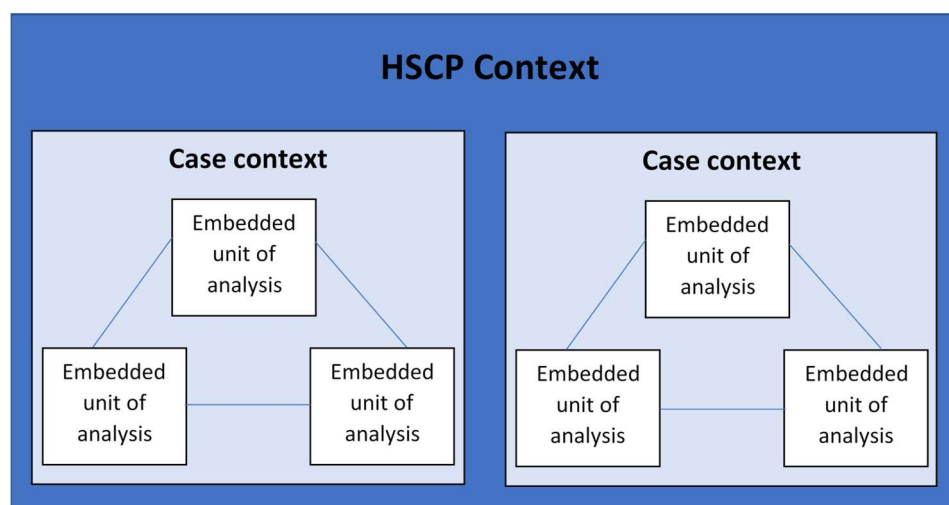 HSCP Context
Case context
Embedded
unit of
analysis
Embedded
unit of
analysis
Embedded
unit of
analysis
Case context
Embedded
unit of
analysis
Embedded
unit of
analysis
Embedded
unit of
analysis